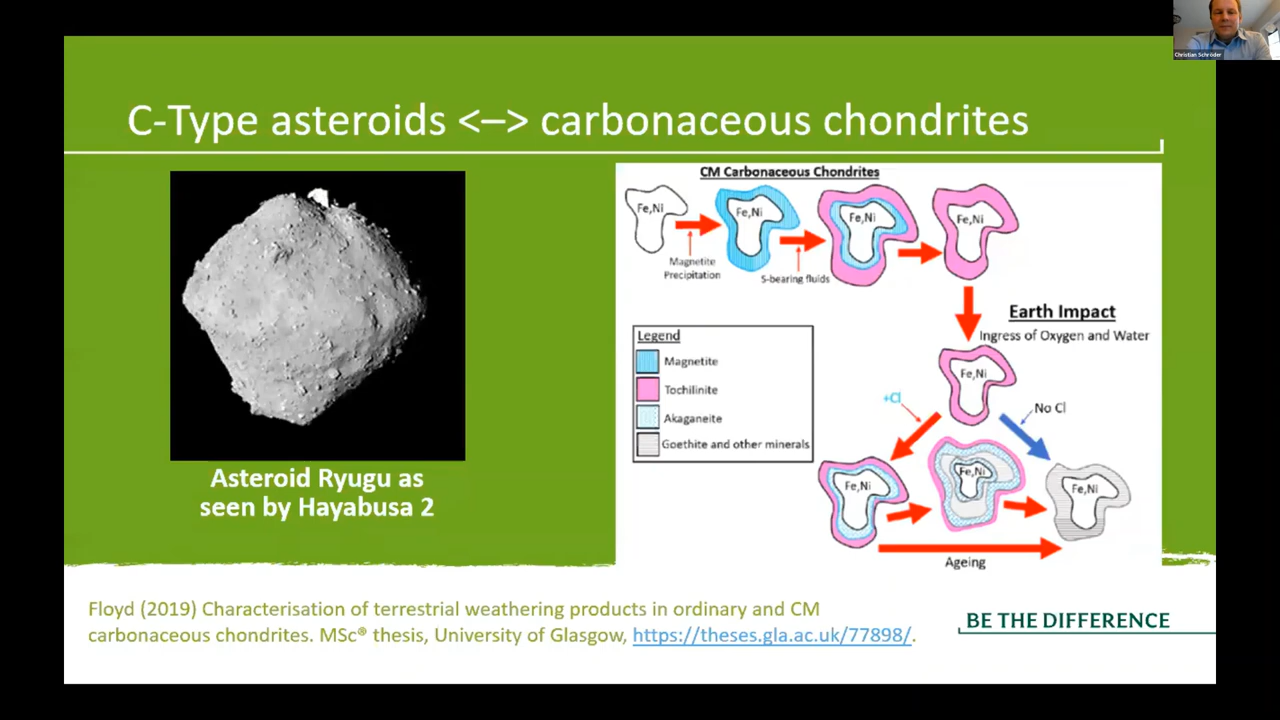 Christian Schröder
C-Type asteroids <–> carbonaceous chondrites
Asteroid Ryugu as
seen by Hayabusa 2
CM Carbonaceous Chondrites
Fe,Ni
Fe,Ni
Fe,Ni
Fe,Ni
Magnetite
Precipitation
S-bearing fluids
Earth Impact
Ingress of Oxygen and Water
Legend
Magnetite
Tochilinite
Akaganeite
Goethite and other minerals
Fe,Ni
+Cl
No Cl
Fe,Ni
Fe,Ni
Fe,Ni
Ageing
Floyd (2019) Characterisation of terrestrial weathering products in ordinary and CM
carbonaceous chondrites. MSc® thesis, University of Glasgow, https://theses.gla.ac.uk/77898/.
BE THE DIFFERENCE